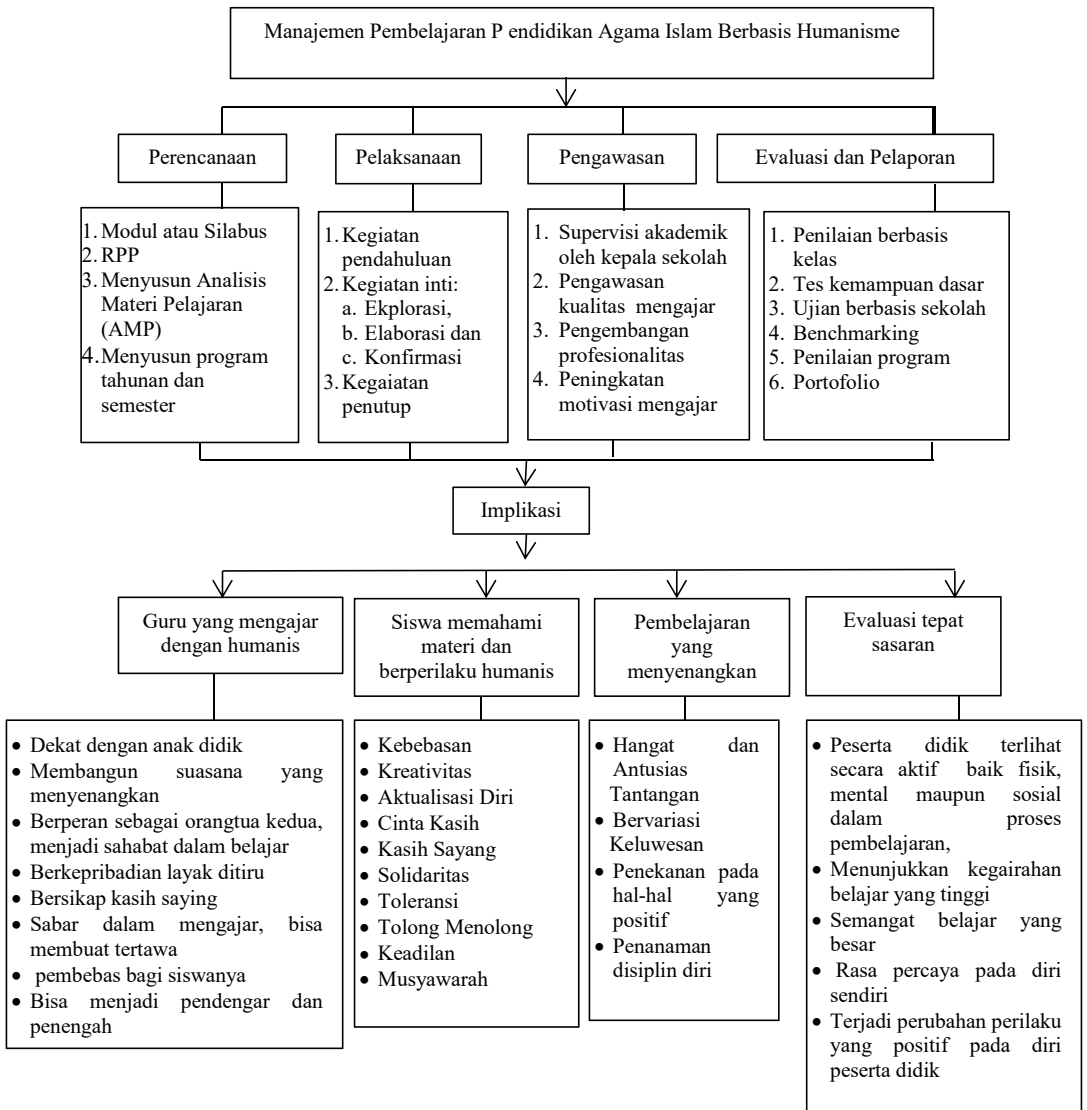 Manajemen Pembelajaran P endidikan Agama Islam Berbasis Humanisme
Perencanaan
Pelaksanaan
Pengawasan
Evaluasi dan Pelaporan
1. Modul atau Silabus
2. RPP
3. Menyusun Analisis
Materi Pelajaran
(AMP)
4. Menyusun program
tahunan dan
semester
1. Kegiatan
pendahuluan
2. Kegiatan inti:
a. Ekplorasi,
b. Elaborasi dan
c. Konfirmasi
3. Kegaiatan
penutup
1. Supervisi akademik
oleh kepala sekolah
2. Pengawasan
kualitas mengajar
3. Pengembangan
profesionalitas
4. Peningkatan
motivasi mengajar
1. Penilaian berbasis
kelas
2. Tes kemampuan dasar
3. Ujian berbasis sekolah
4. Benchmarking
5. Penilaian program
6. Portofolio
Implikasi
Guru yang mengajar
dengan humanis
Siswa memahami
materi dan
berperilaku humanis
Pembelajaran
yang
menyenangkan
Evaluasi tepat
sasaran
• Dekat dengan anak didik
• Membangun suasana yang
menyenangkan
• Berperan sebagai orangtua kedua,
menjadi sahabat dalam belajar
• Berkepribadian layak ditiru
• Bersikap kasih saying
• Sabar dalam mengajar, bisa
membuat tertawa
• pembebas bagi siswanya
• Bisa menjadi pendengar dan
penengah
• Kebebasan
• Kreativitas
• Aktualisasi Diri
• Cinta Kasih
• Kasih Sayang
• Solidaritas
• Toleransi
• Tolong Menolong
• Keadilan
• Musyawarah
• Hangat dan
Antusias
Tantangan
• Bervariasi
Keluwesan
• Penekanan pada
hal-hal yang
positif
• Penanaman
disiplin diri
• Peserta didik terlihat
secara aktif baik fisik,
mental maupun sosial
dalam proses
pembelajaran,
• Menunjukkan kegairahan
belajar yang tinggi
• Semangat belajar yang
besar
• Rasa percaya pada diri
sendiri
• Terjadi perubahan perilaku
yang positif pada diri
peserta didik